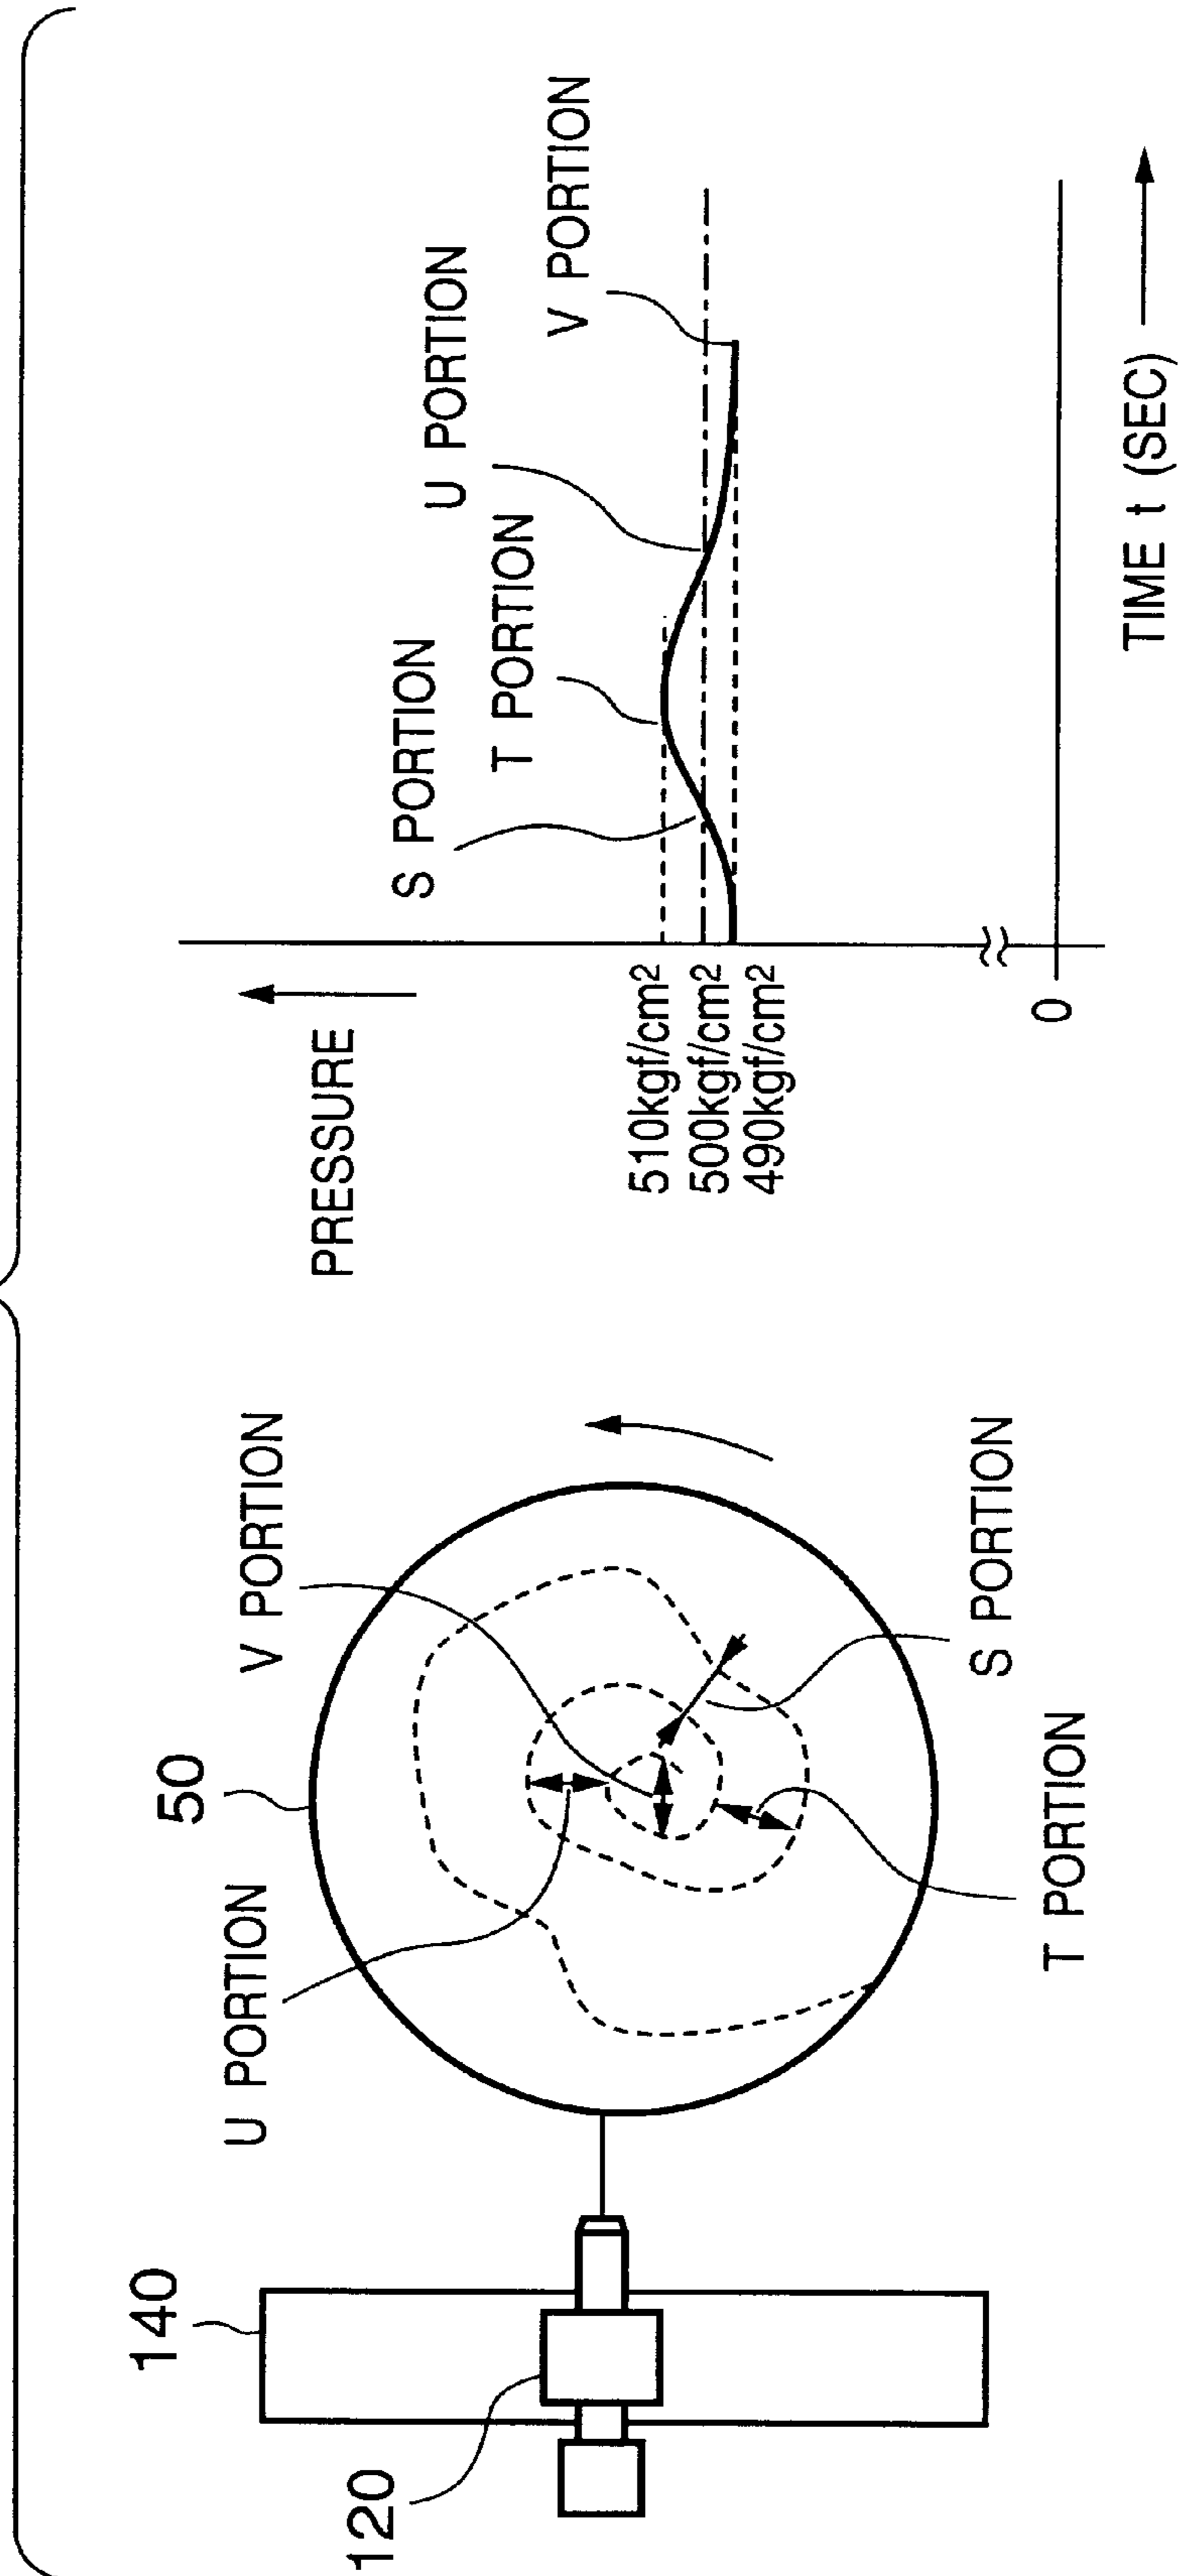 140
120
50
U PORTION
V PORTION
T PORTION
S PORTION
PRESSURE
510kgf/cm²
500kgf/cm²
490kgf/cm²
0
S PORTION
T PORTION
U PORTION
V PORTION
TIME t (SEC)